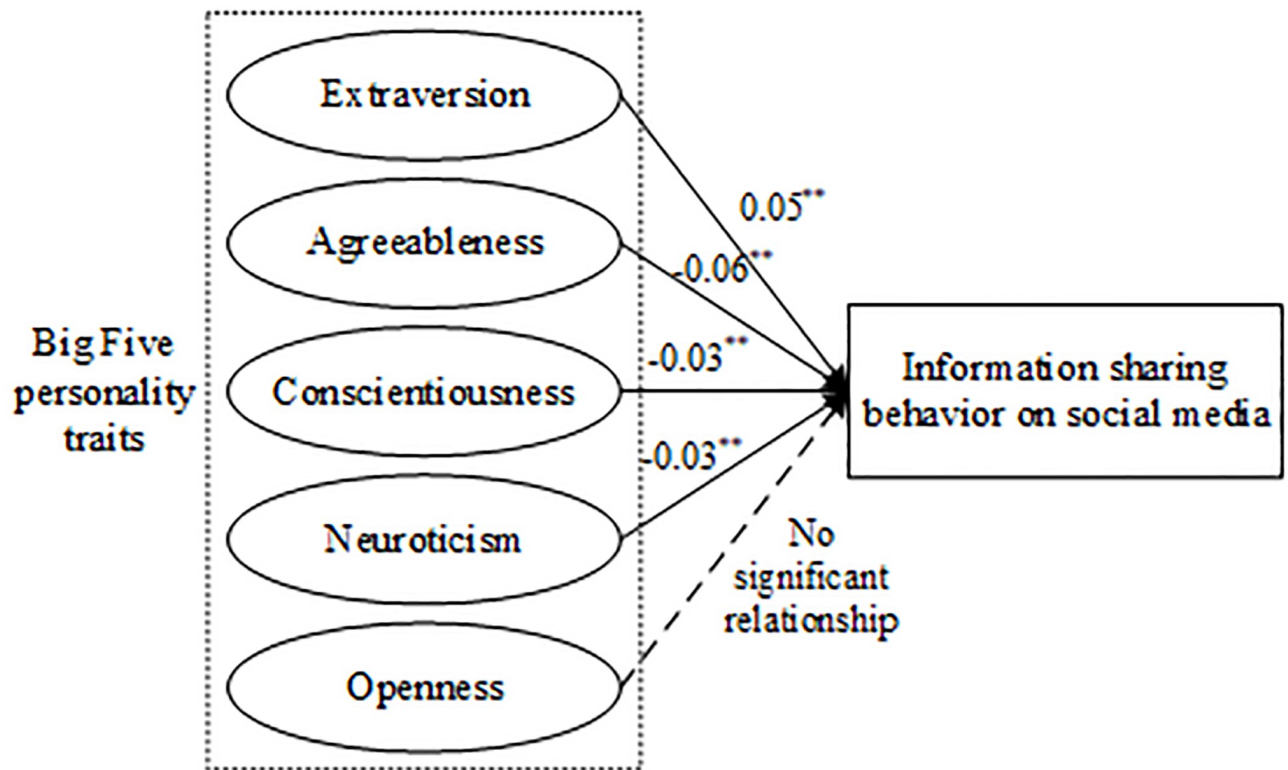 Extraversion
0.05**
Agreeableness
-0.06**
Big Five
personality
traits
Conscientiousness
-0.03**
Information sharing
behavior on social media
-0.03**
Neuroticism
No
significant
relationship
Openness